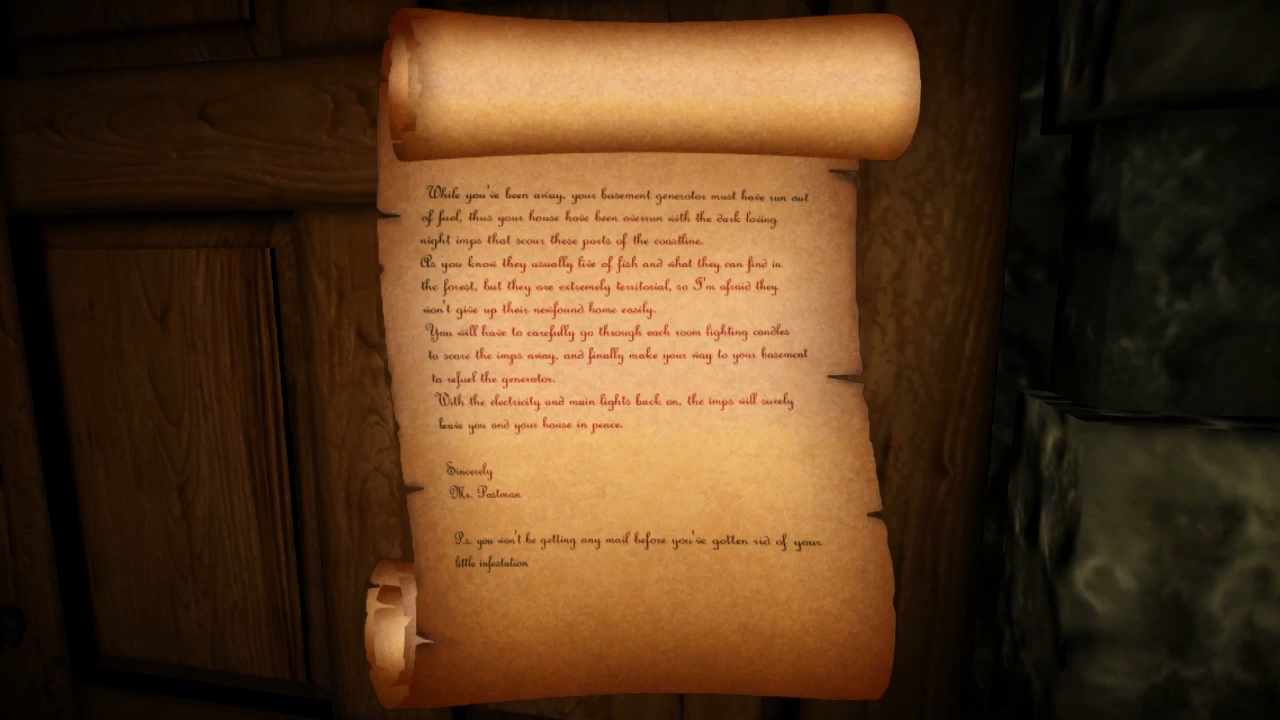 While you've been away, your basement generator must have run out
of fuel, thus your house have been overrun with the dark loving
night imps that scour these parts of the coastline.
As you know they usually live of fish and what they can find in
the forest, but they are extremely territorial, so I'm afraid they
won't give up their newfound home easily.
You will have to carefully go through each room lighting candles
to scare the imps away, and finally make your way to your basement
to refuel the generator.
With the electricity and main lights back on, the imps will surely
leave you and your house in peace.
Sincerely
Mr. Postman
P.s. you won't be getting any mail before you've gotten rid of your
little infestation